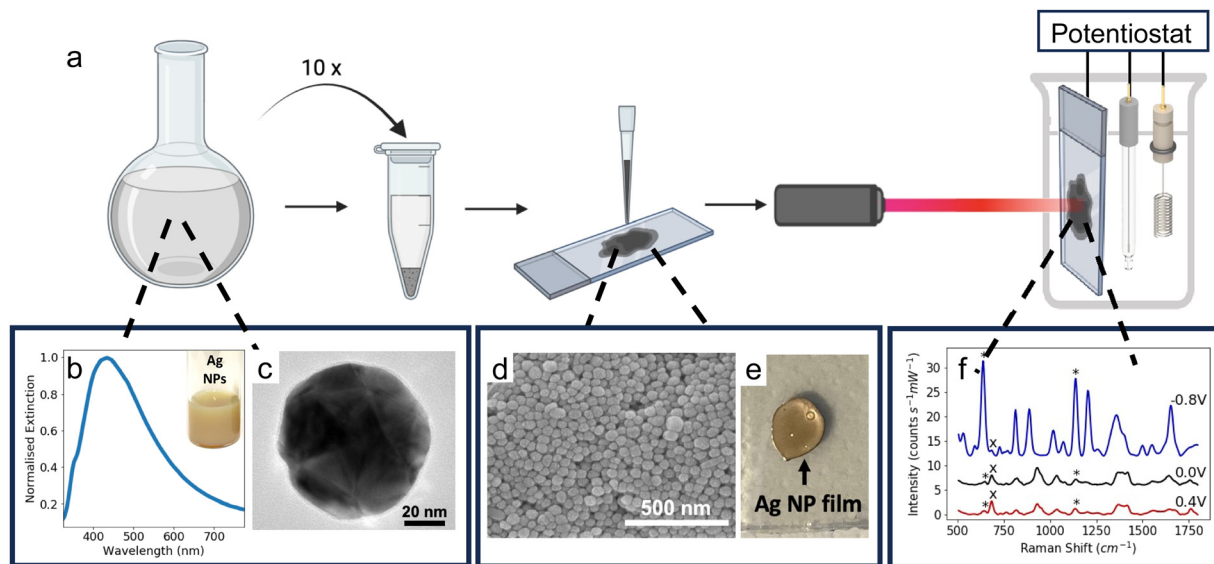 a
10 x
Potentiostat
b
Ag
NPs
Normalised Extinction
1.0
0.8
0.6
0.4
0.2
400 500 600 700
Wavelength (nm)
c
20 nm
d
500 nm
e
Ag NP film
f
Intensity (counts s⁻¹mW⁻¹)
30
25
20
15
10
5
0
* * -0.8V
x
x
* * 0.0V
x
* * 0.4V
500 750 1000 1250 1500 1750
Raman Shift (cm⁻¹)